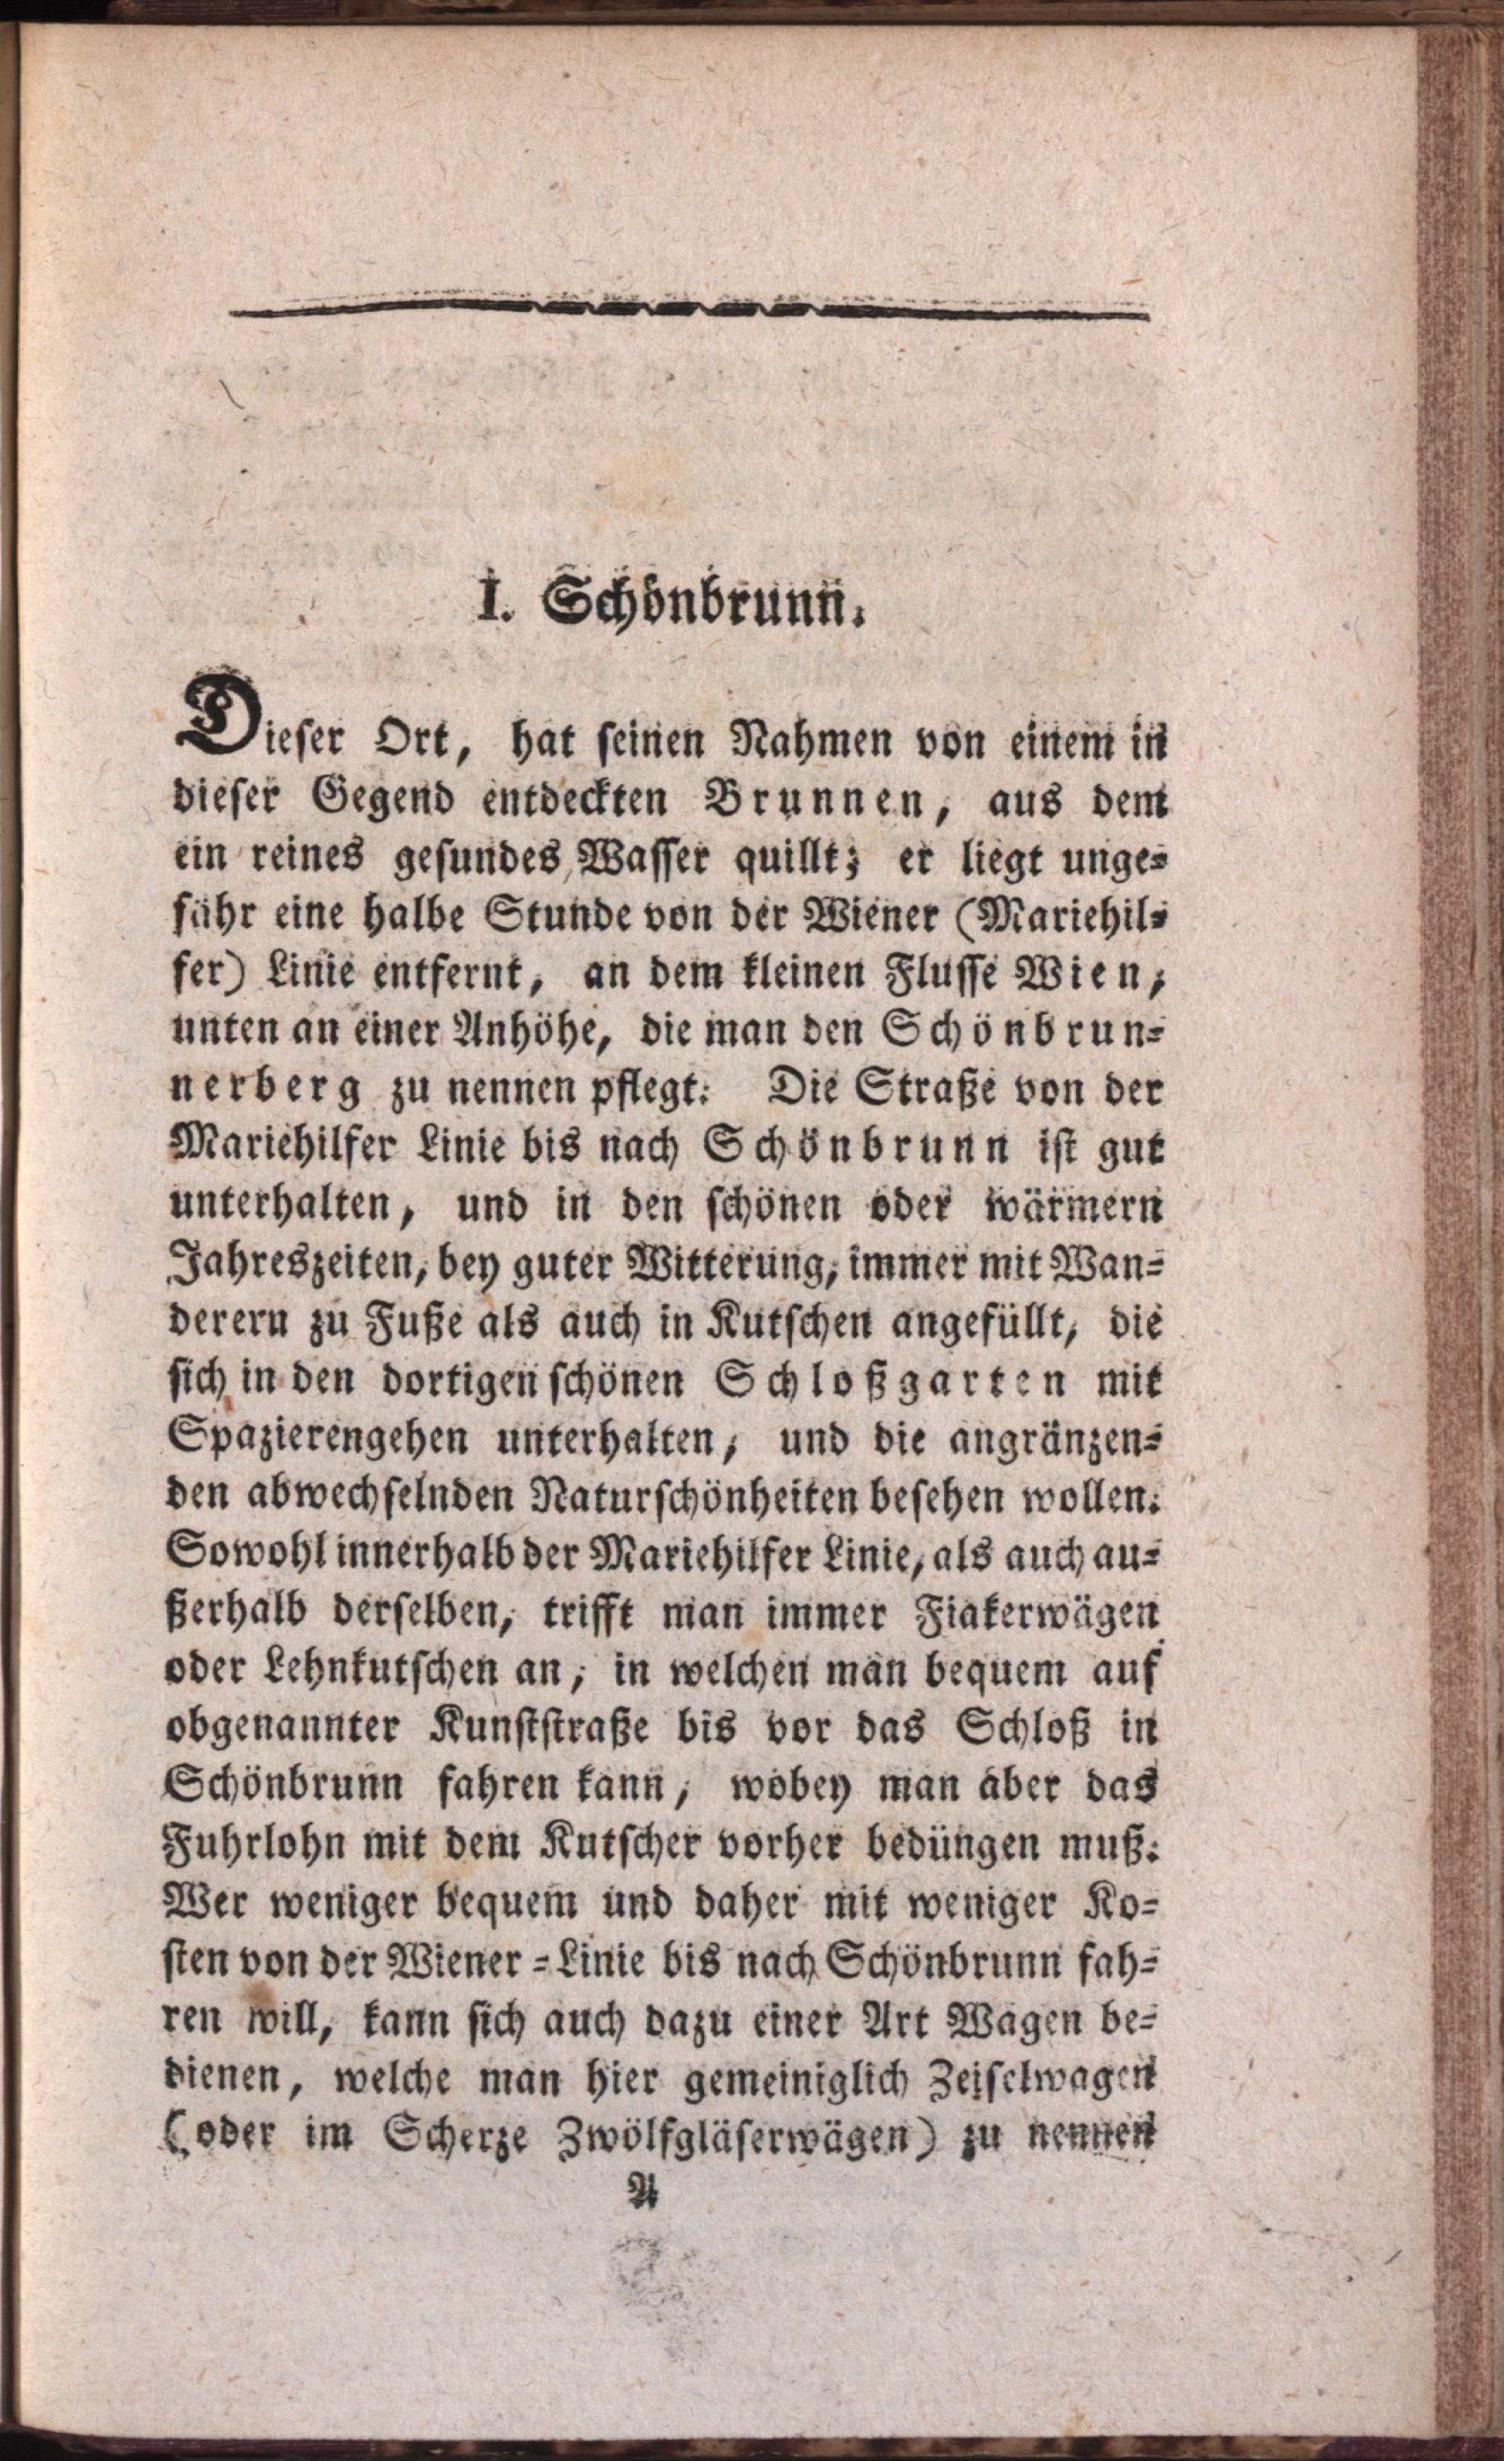 I. Schönbrunn.
Dieser Ort, hat seinen Nahmen von einem in
dieser Gegend entdeckten Brunnen, aus dem
ein reines gesundes Wasser quillt; er liegt unge-
fähr eine halbe Stunde von der Wiener (Mariehil-
fer) Linie entfernt, an dem kleinen Flusse Wien,
unten an einer Anhöhe, die man den Schönbrun-
nerberg zu nennen pflegt. Die Straße von der
Mariehilfer Linie bis nach Schönbrunn ist gut
unterhalten, und in den schönen oder wärmern
Jahreszeiten, bey guter Witterung, immer mit Wan-
derern zu Fuße als auch in Kutschen angefüllt, die
sich in den dortigen schönen Schloßgarten mit
Spazierengehen unterhalten, und die angränzen-
den abwechselnden Naturschönheiten besehen wollen.
Sowohl innerhalb der Mariehilfer Linie, als auch au-
ßerhalb derselben, trifft man immer Fiakerwägen
oder Lehnkutschen an, in welchen man bequem auf
obgenannter Kunststraße bis vor das Schloß in
Schönbrunn fahren kann, wobey man aber das
Fuhrlohn mit dem Kutscher vorher bedüngen muß.
Wer weniger bequem und daher mit weniger Ko-
sten von der Wiener-Linie bis nach Schönbrunn fah-
ren will, kann sich auch dazu einer Art Wagen be-
dienen, welche man hier gemeiniglich Zeiselwagen
(oder im Scherze Zwölfgläserwägen) zu nennen
A